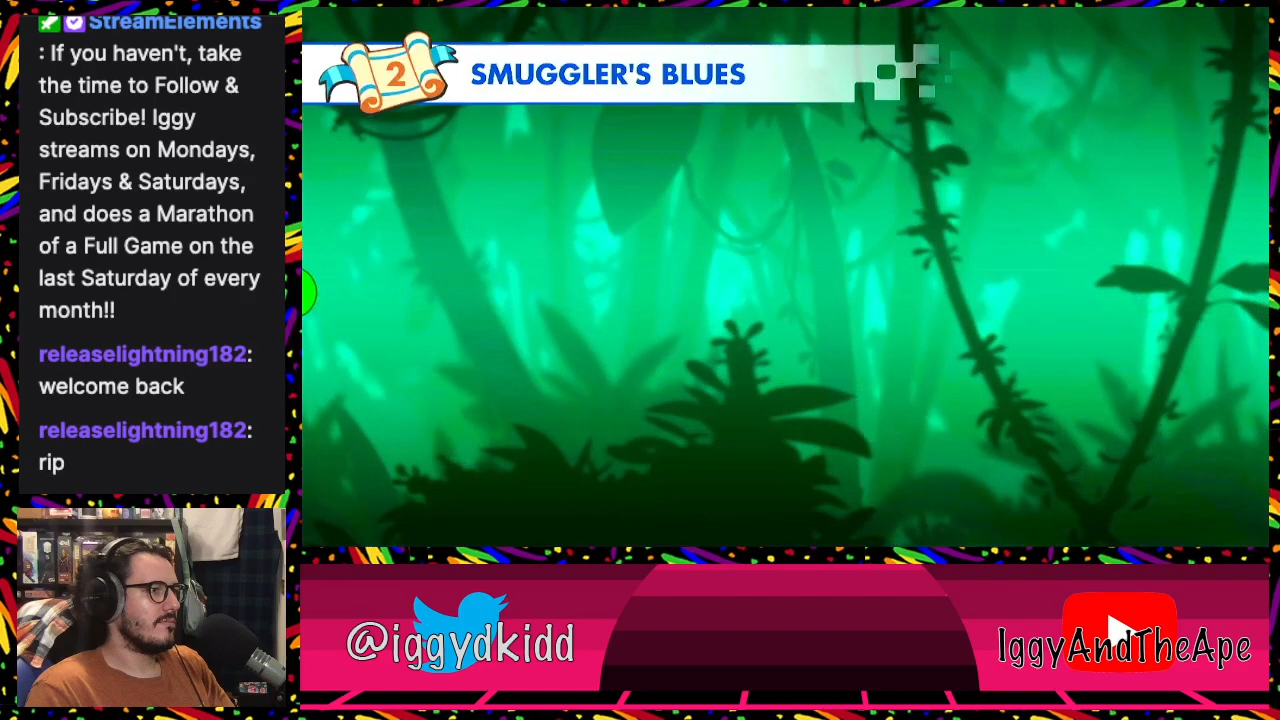 StreamElements
: If you haven't, take
the time to Follow &
Subscribe! Iggy
streams on Mondays,
Fridays & Saturdays,
and does a Marathon
of a Full Game on the
last Saturday of every
month!!
releaselightning182:
welcome back
releaselightning182:
rip
2 SMUGGLER'S BLUES
@iggydkidd
IggyAndTheApe